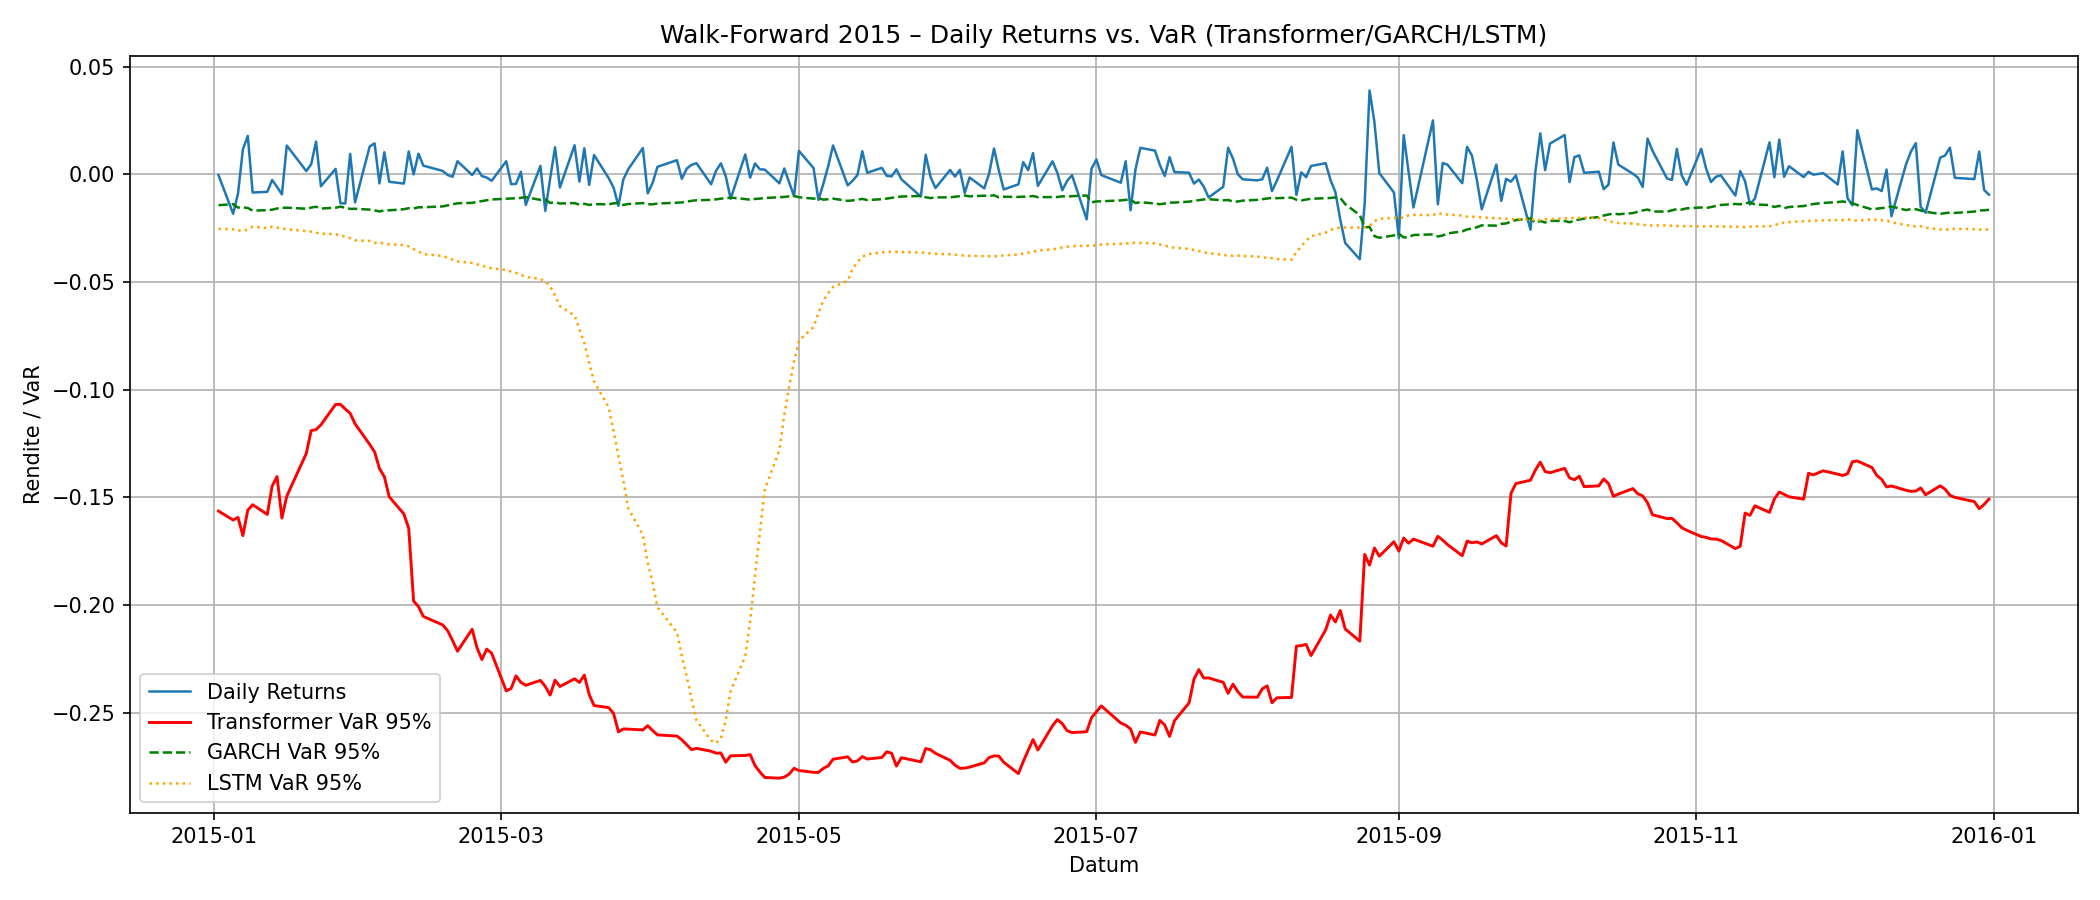 Walk-Forward 2015 – Daily Returns vs. VaR (Transformer/GARCH/LSTM)
Rendite / VaR
0.05
0.00
−0.05
−0.10
−0.15
−0.20
−0.25
Daily Returns
Transformer VaR 95%
GARCH VaR 95%
LSTM VaR 95%
2015-01 2015-03 2015-05 2015-07 2015-09 2015-11 2016-01
Datum